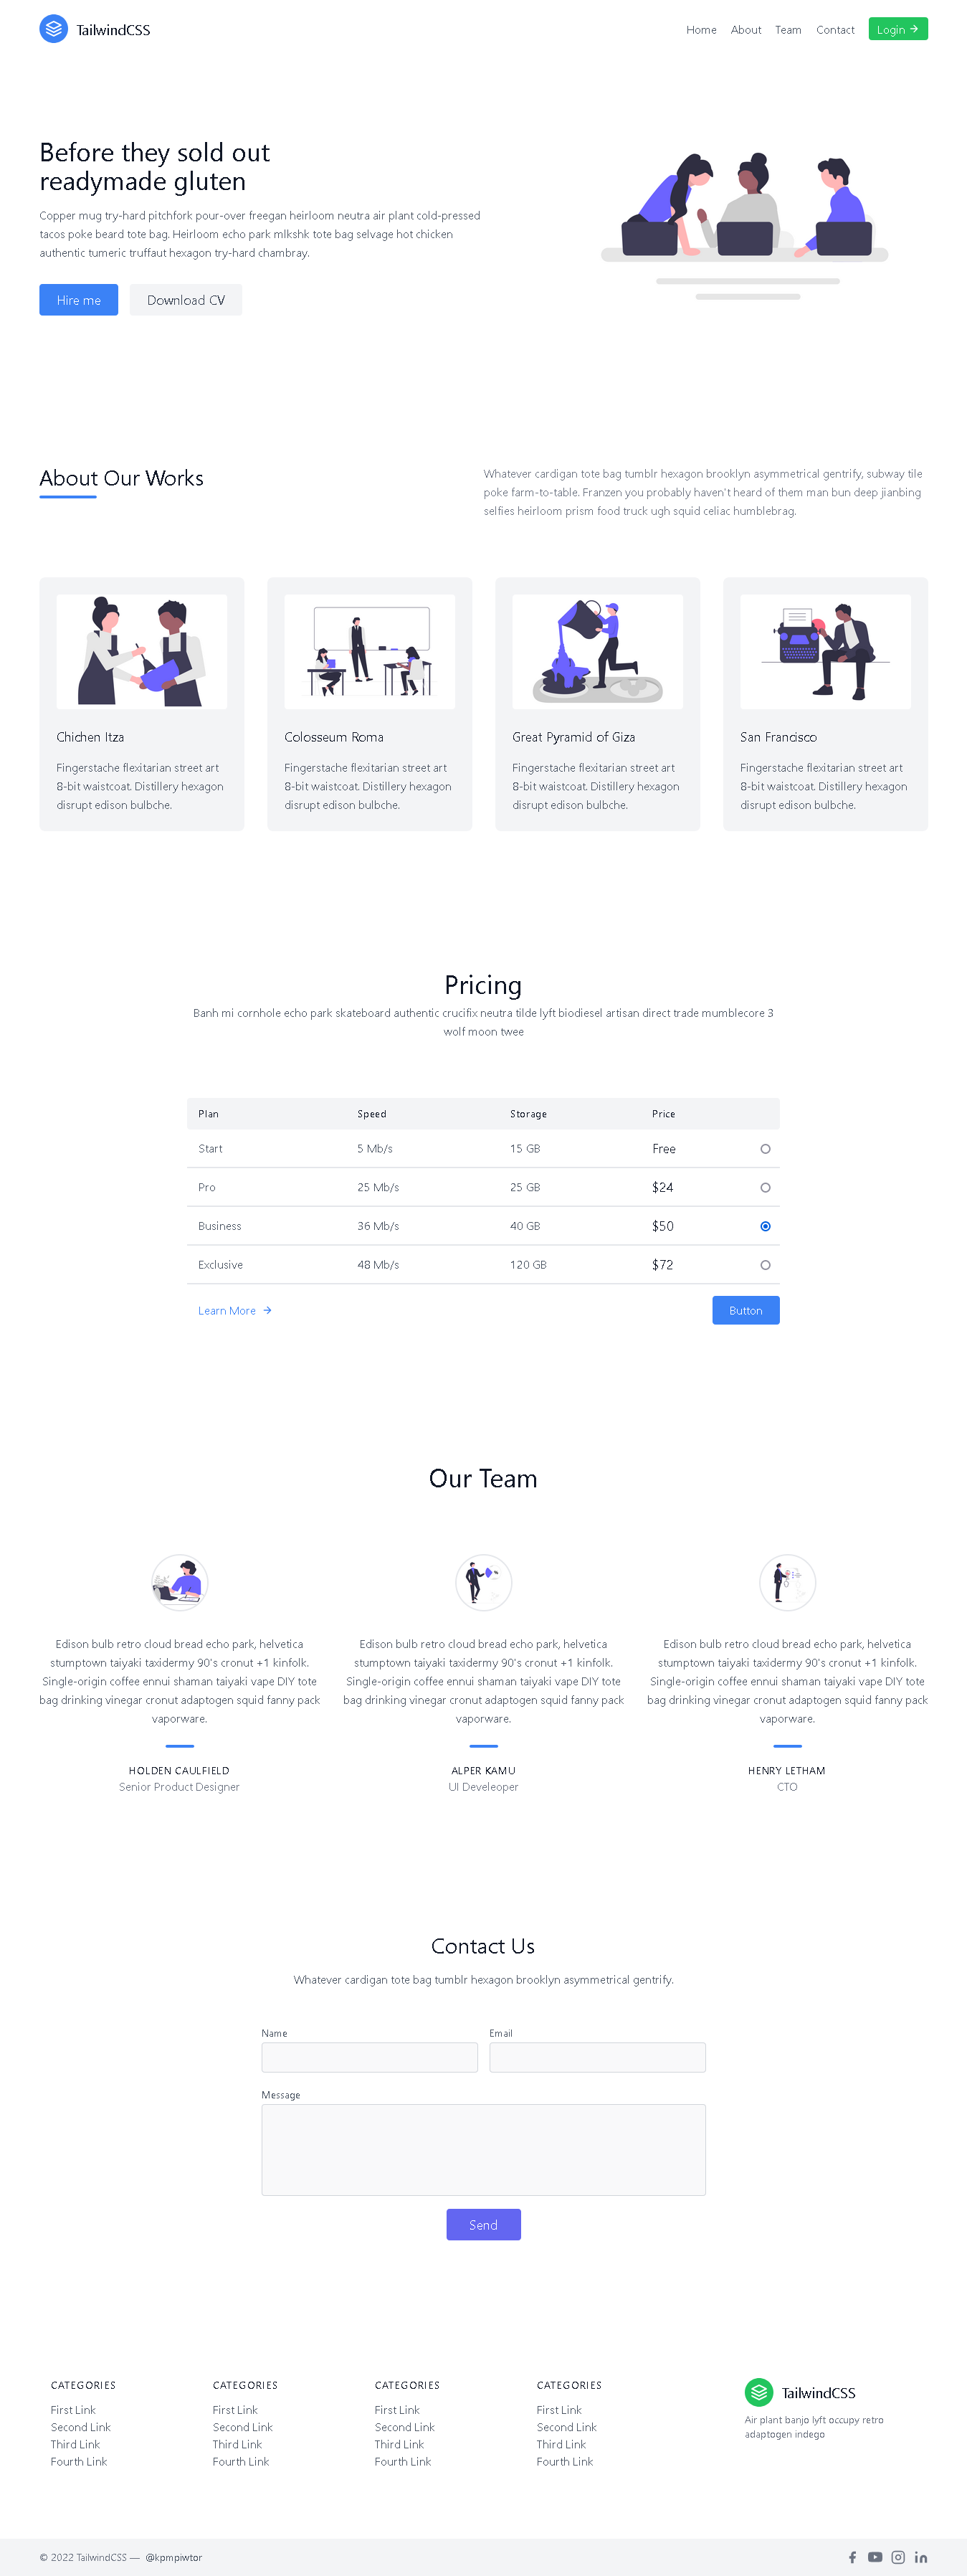 TailwindCSS
Home About Team Contact Login
Before they sold out
readymade gluten
Copper mug try-hard pitchfork pour-over freegan heirloom neutra air plant cold-pressed
tacos poke beard tote bag. Heirloom echo park mlkshk tote bag selvage hot chicken
authentic tumeric truffaut hexagon try-hard chambray.
Hire me Download CV
About Our Works
Whatever cardigan tote bag tumblr hexagon brooklyn asymmetrical gentrify, subway tile
poke farm-to-table. Franzen you probably haven't heard of them man bun deep jianbing
selfies heirloom prism food truck ugh squid celiac humblebrag.
Chichen Itza
Fingerstache flexitarian street art
8-bit waistcoat. Distillery hexagon
disrupt edison bulbche.
Colosseum Roma
Fingerstache flexitarian street art
8-bit waistcoat. Distillery hexagon
disrupt edison bulbche.
Great Pyramid of Giza
Fingerstache flexitarian street art
8-bit waistcoat. Distillery hexagon
disrupt edison bulbche.
San Francisco
Fingerstache flexitarian street art
8-bit waistcoat. Distillery hexagon
disrupt edison bulbche.
Pricing
Banh mi cornhole echo park skateboard authentic crucifix neutra tilde lyft biodiesel artisan direct trade mumblecore 3
wolf moon twee
Plan Speed Storage Price
Start 5 Mb/s 15 GB Free
Pro 25 Mb/s 25 GB $24
Business 36 Mb/s 40 GB $50
Exclusive 48 Mb/s 120 GB $72
Learn More Button
Our Team
Edison bulb retro cloud bread echo park, helvetica
stumptown taiyaki taxidermy 90's cronut +1 kinfolk.
Single-origin coffee ennui shaman taiyaki vape DIY tote
bag drinking vinegar cronut adaptogen squid fanny pack
vaporware.
HOLDEN CAULFIELD
Senior Product Designer
Edison bulb retro cloud bread echo park, helvetica
stumptown taiyaki taxidermy 90's cronut +1 kinfolk.
Single-origin coffee ennui shaman taiyaki vape DIY tote
bag drinking vinegar cronut adaptogen squid fanny pack
vaporware.
ALPER KAMU
UI Develeoper
Edison bulb retro cloud bread echo park, helvetica
stumptown taiyaki taxidermy 90's cronut +1 kinfolk.
Single-origin coffee ennui shaman taiyaki vape DIY tote
bag drinking vinegar cronut adaptogen squid fanny pack
vaporware.
HENRY LETHAM
CTO
Contact Us
Whatever cardigan tote bag tumblr hexagon brooklyn asymmetrical gentrify.
Name Email
Message
Send
CATEGORIES
First Link
Second Link
Third Link
Fourth Link
CATEGORIES
First Link
Second Link
Third Link
Fourth Link
CATEGORIES
First Link
Second Link
Third Link
Fourth Link
CATEGORIES
First Link
Second Link
Third Link
Fourth Link
TailwindCSS
Air plant banjo lyft occupy retro
adaptogen indego
© 2022 TailwindCSS — @kpmpiwtor